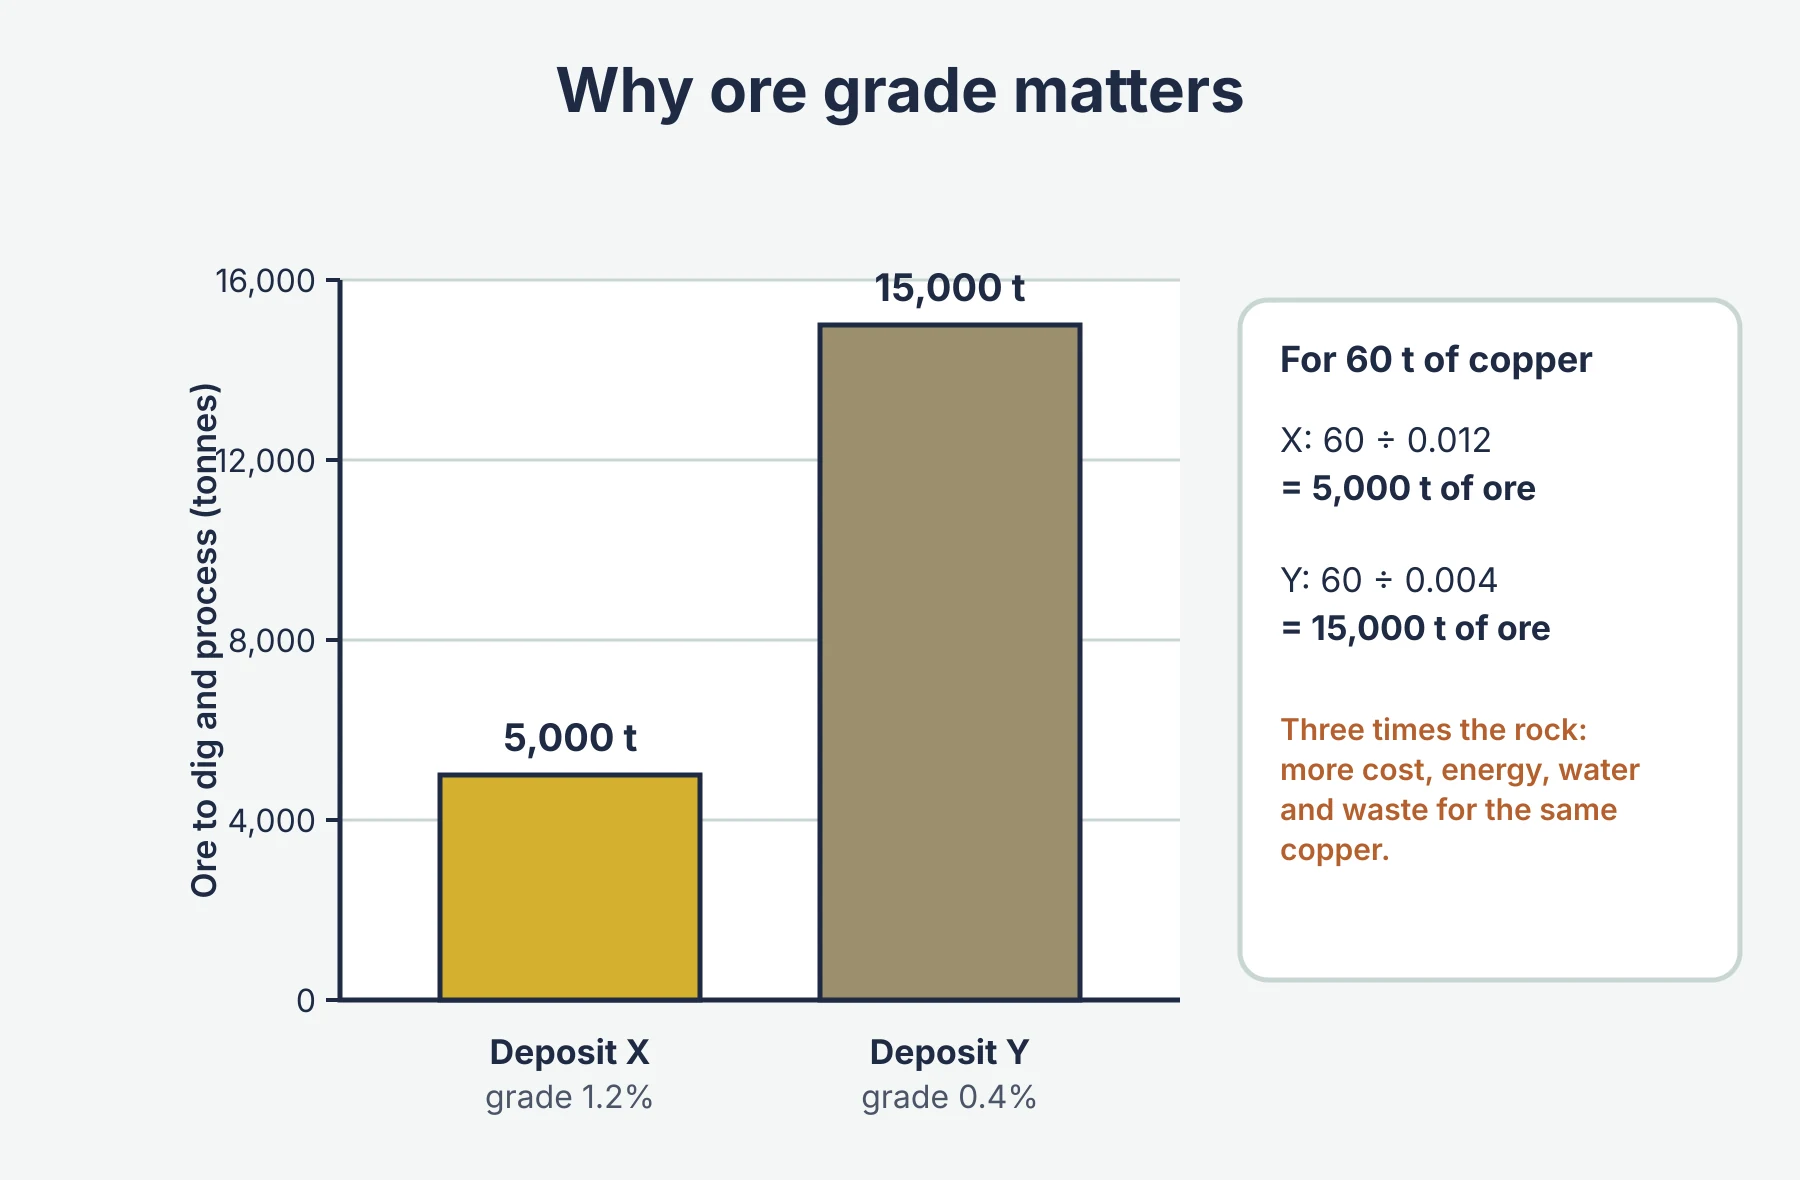 Why ore grade matters
Ore to dig and process (tonnes)
16,000
12,000
8,000
4,000
0
15,000 t
5,000 t
Deposit X
grade 1.2%
Deposit Y
grade 0.4%
For 60 t of copper
X: 60 ÷ 0.012
= 5,000 t of ore
Y: 60 ÷ 0.004
= 15,000 t of ore
Three times the rock:
more cost, energy, water
and waste for the same
copper.